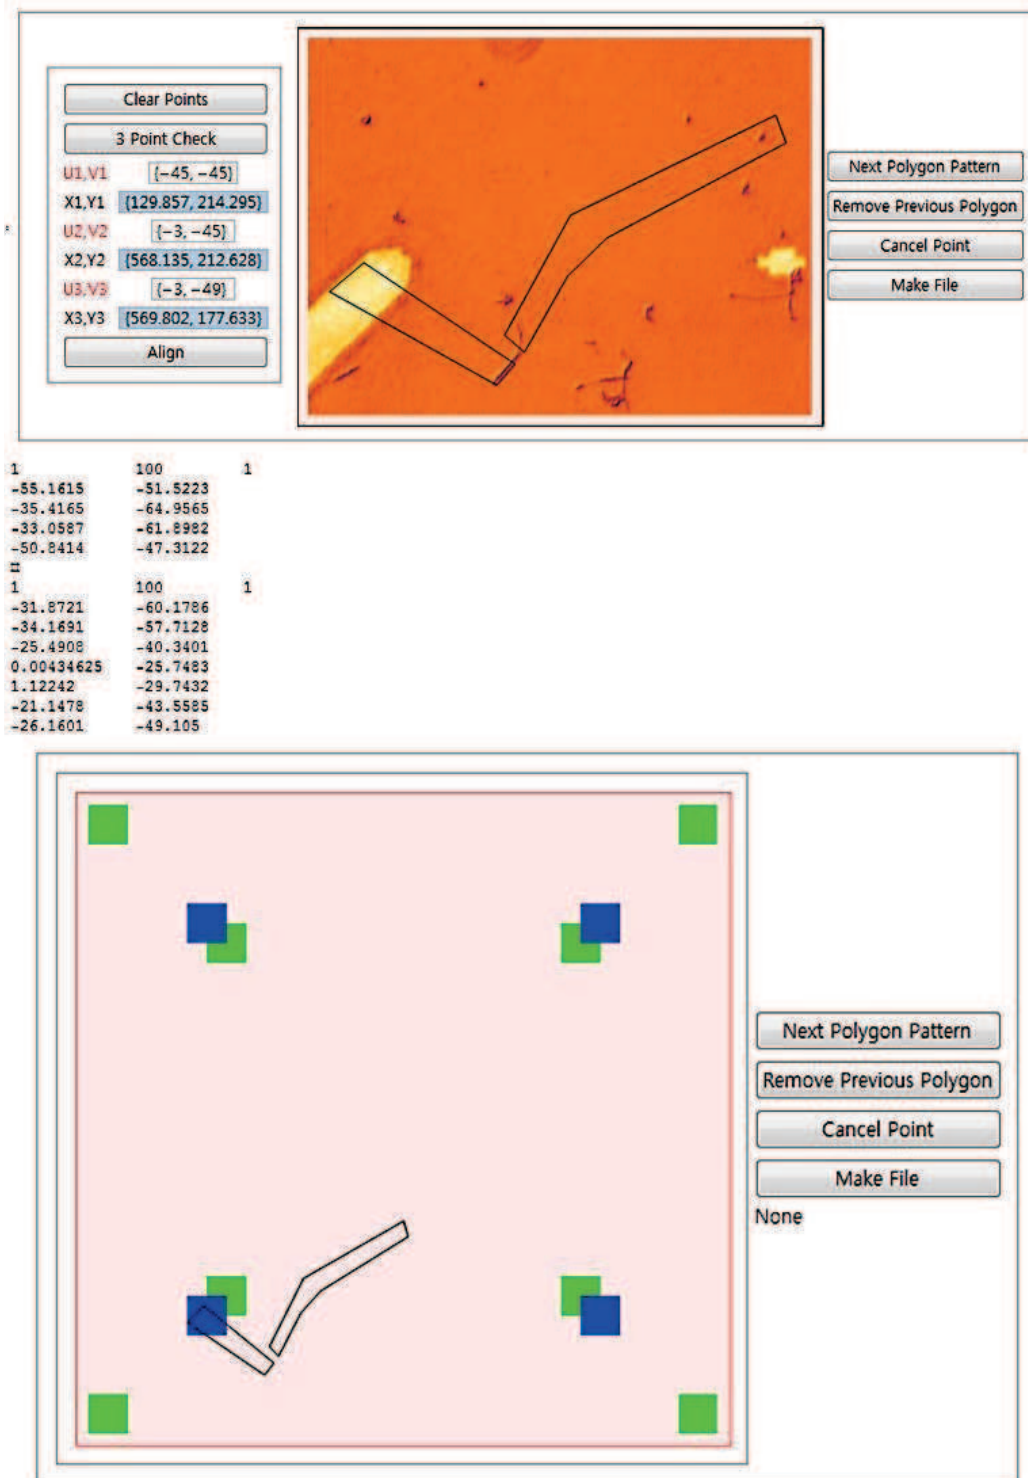 Clear Points
3 Point Check
U1,V1 {−45, −45}
X1,Y1 {129.857, 214.295}
U2,V2 {−3, −45}
X2,Y2 {568.135, 212.628}
U3,V3 {−3, −49}
X3,Y3 {569.802, 177.633}
Align
Next Polygon Pattern
Remove Previous Polygon
Cancel Point
Make File
1 100 1
-55.1615 -51.5223
-35.4165 -64.9565
-33.0587 -61.8982
-50.8414 -47.3122
#
1 100 1
-31.8721 -60.1786
-34.1691 -57.7128
-25.4908 -40.3401
0.00434625 -25.7483
1.12242 -29.7432
-21.1478 -43.5585
-26.1601 -49.105
Next Polygon Pattern
Remove Previous Polygon
Cancel Point
Make File
None